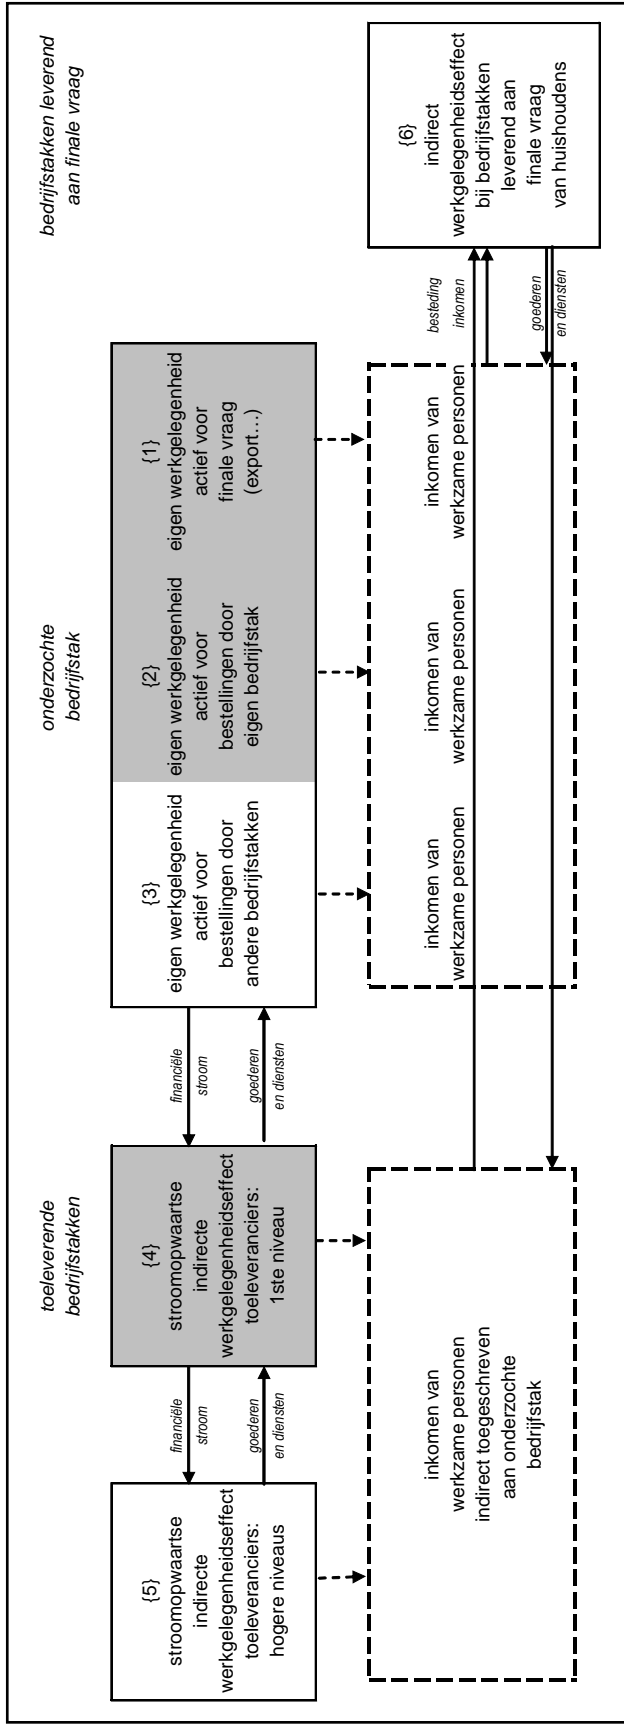 toeleverende
bedrijfstakken
onderzochte
bedrijfstak
bedrijfstakken leverend
aan finale vraag
{5}
stroomopwaartse
indirecte
werkgelegenheidseffect
toeleveranciers:
hogere niveaus
financiële
stroom
goederen
en diensten
{4}
stroomopwaartse
indirecte
werkgelegenheidseffect
toeleveranciers:
1ste niveau
financiële
stroom
goederen
en diensten
{3}
eigen werkgelegenheid
actief voor
bestellingen door
andere bedrijfstakken
{2}
eigen werkgelegenheid
actief voor
bestellingen door
eigen bedrijfstak
{1}
eigen werkgelegenheid
actief voor
finale vraag
(export…)
inkomen van
werkzame personen
indirect toegeschreven
aan onderzochte
bedrijfstak
inkomen van
werkzame personen
inkomen van
werkzame personen
inkomen van
werkzame personen
besteding
inkomen
goederen
en diensten
{6}
indirect
werkgelegenheidseffect
bij bedrijfstakken
leverend aan
finale vraag
van huishoudens